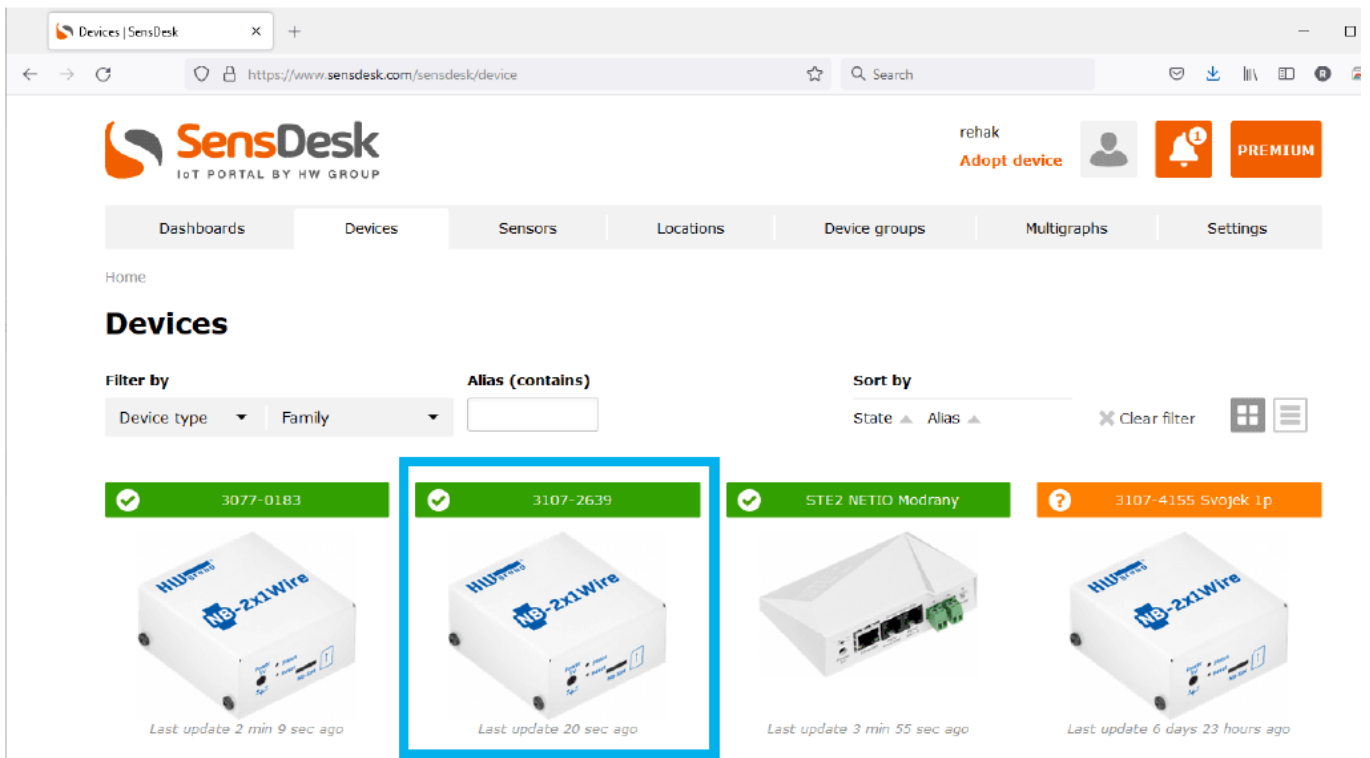 Devices | SensDesk
https://www.sensdesk.com/sensdesk/device
Search
SensDesk
IoT PORTAL BY HW GROUP
rehak
Adopt device
1
PREMIUM
Dashboards Devices Sensors Locations Device groups Multigraphs Settings
Home
Devices
Filter by Alias (contains) Sort by
Device type Family State Alias Clear filter
3077-0183 3107-2639 STE2 NETIO Modrany 3107-4155 Svojek 1p
HWgroup
NB-2x1Wire
HWgroup
NB-2x1Wire
HWgroup
NB-2x1Wire
Last update 2 min 9 sec ago Last update 20 sec ago Last update 3 min 55 sec ago Last update 6 days 23 hours ago